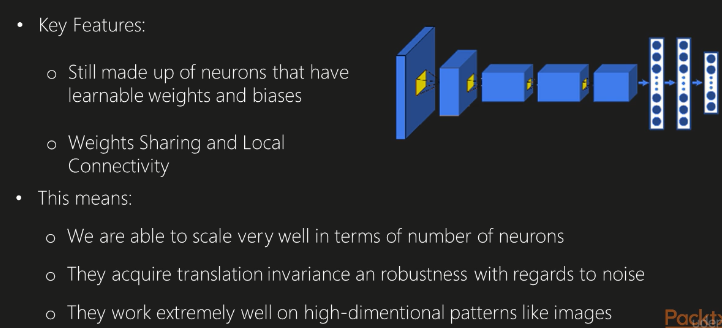 • Key Features:
o Still made up of neurons that have
learnable weights and biases
o Weights Sharing and Local
Connectivity
• This means:
o We are able to scale very well in terms of number of neurons
o They acquire translation invariance an robustness with regards to noise
o They work extremely well on high-dimentional patterns like images
Packt